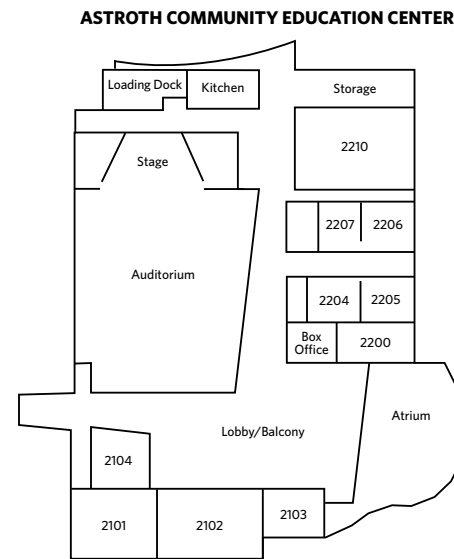 ASTROTH COMMUNITY EDUCATION CENTER
Loading Dock
Kitchen
Storage
2210
Stage
2207
2206
Auditorium
2204
2205
Box
Office
2200
Atrium
Lobby/Balcony
2104
2101
2102
2103